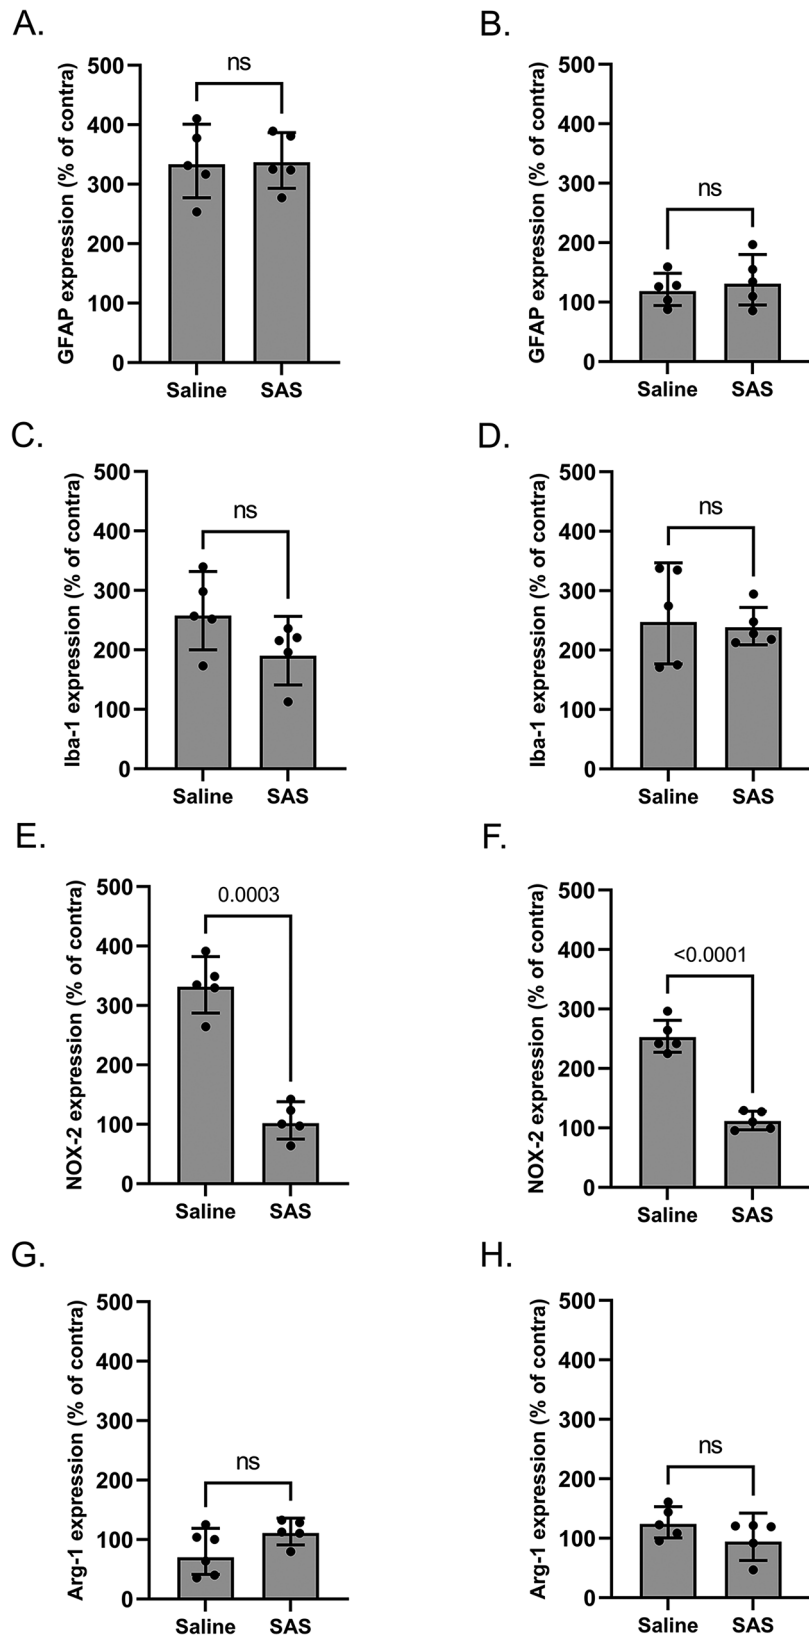 A.
GFAP expression (% of contra)
500
400
300
200
100
0
ns
Saline SAS
B.
GFAP expression (% of contra)
500
400
300
200
100
0
ns
Saline SAS
C.
Iba-1 expression (% of contra)
500
400
300
200
100
0
ns
Saline SAS
D.
Iba-1 expression (% of contra)
500
400
300
200
100
0
ns
Saline SAS
E.
NOX-2 expression (% of contra)
500
400
300
200
100
0
0.0003
Saline SAS
F.
NOX-2 expression (% of contra)
500
400
300
200
100
0
<0.0001
Saline SAS
G.
Arg-1 expression (% of contra)
500
400
300
200
100
0
ns
Saline SAS
H.
Arg-1 expression (% of contra)
500
400
300
200
100
0
ns
Saline SAS